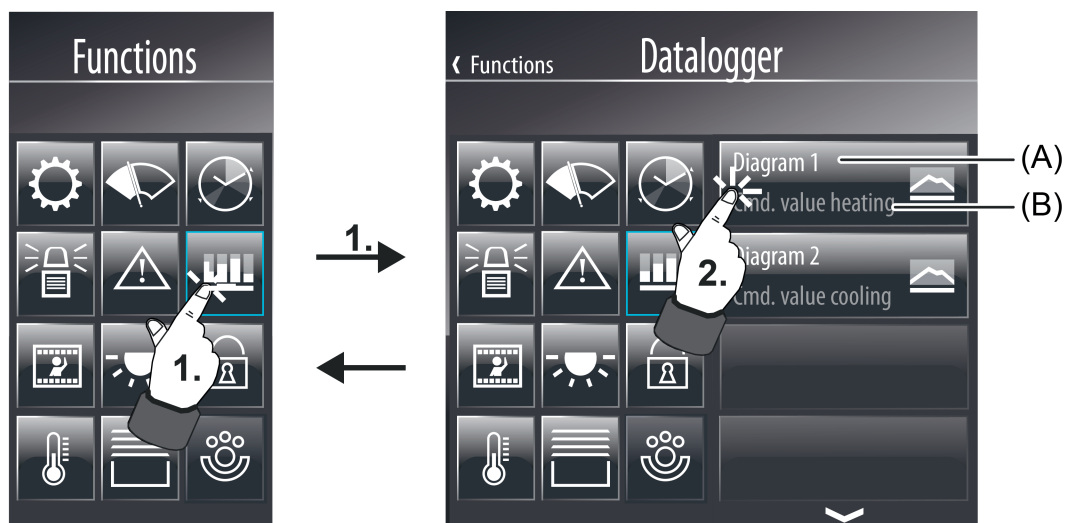 Functions
1.
1.
‹ Functions
Datalogger
Diagram 1
Cmd. value heating
Diagram 2
Cmd. value cooling
2.
(A)
(B)